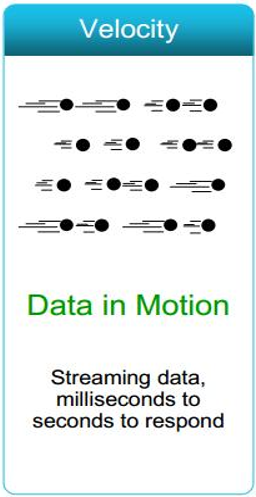 Velocity
Data in Motion
Streaming data,
milliseconds to
seconds to respond